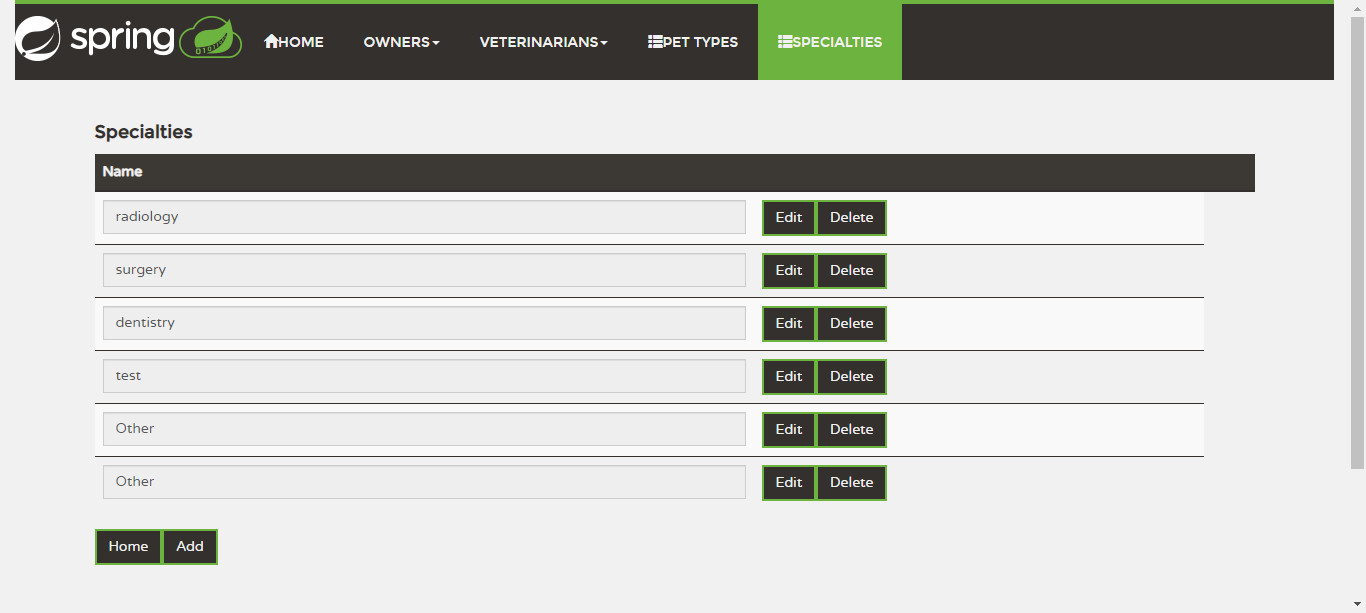 spring HOME OWNERS VETERINARIANS PET TYPES SPECIALTIES
Specialties
Name
radiology Edit Delete
surgery Edit Delete
dentistry Edit Delete
test Edit Delete
Other Edit Delete
Other Edit Delete
Home Add